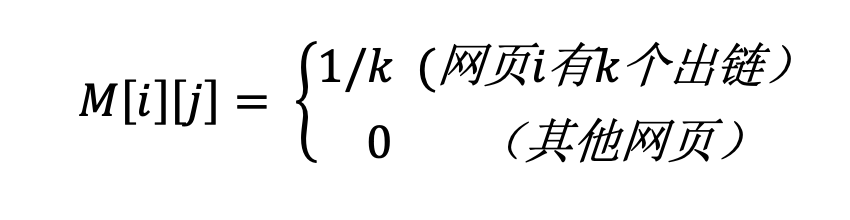 M[i][j] = { 1/k (网页i有k个出链）
0 （其他网页）